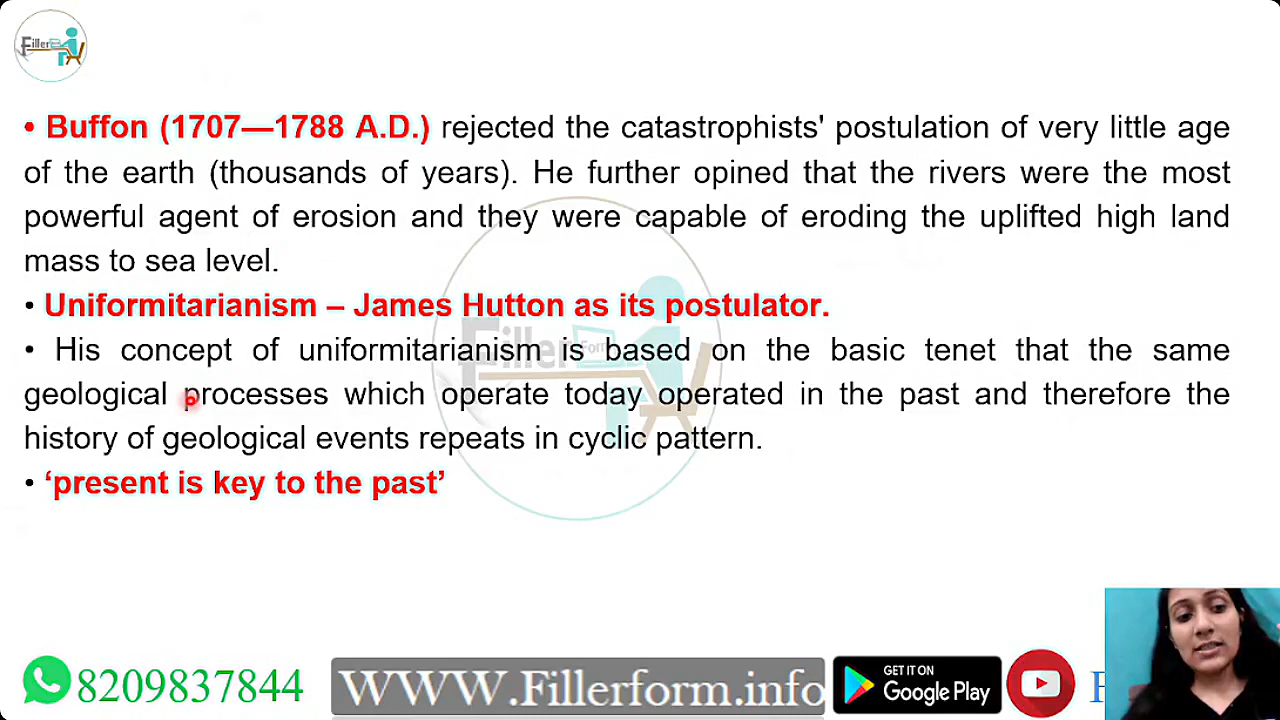 Filler
• Buffon (1707—1788 A.D.) rejected the catastrophists' postulation of very little age
of the earth (thousands of years). He further opined that the rivers were the most
powerful agent of erosion and they were capable of eroding the uplifted high land
mass to sea level.
• Uniformitarianism – James Hutton as its postulator.
• His concept of uniformitarianism is based on the basic tenet that the same
geological processes which operate today operated in the past and therefore the
history of geological events repeats in cyclic pattern.
• ‘present is key to the past’
Filler Form
8209837844
WWW.Fillerform.info
GET IT ON
Google Play